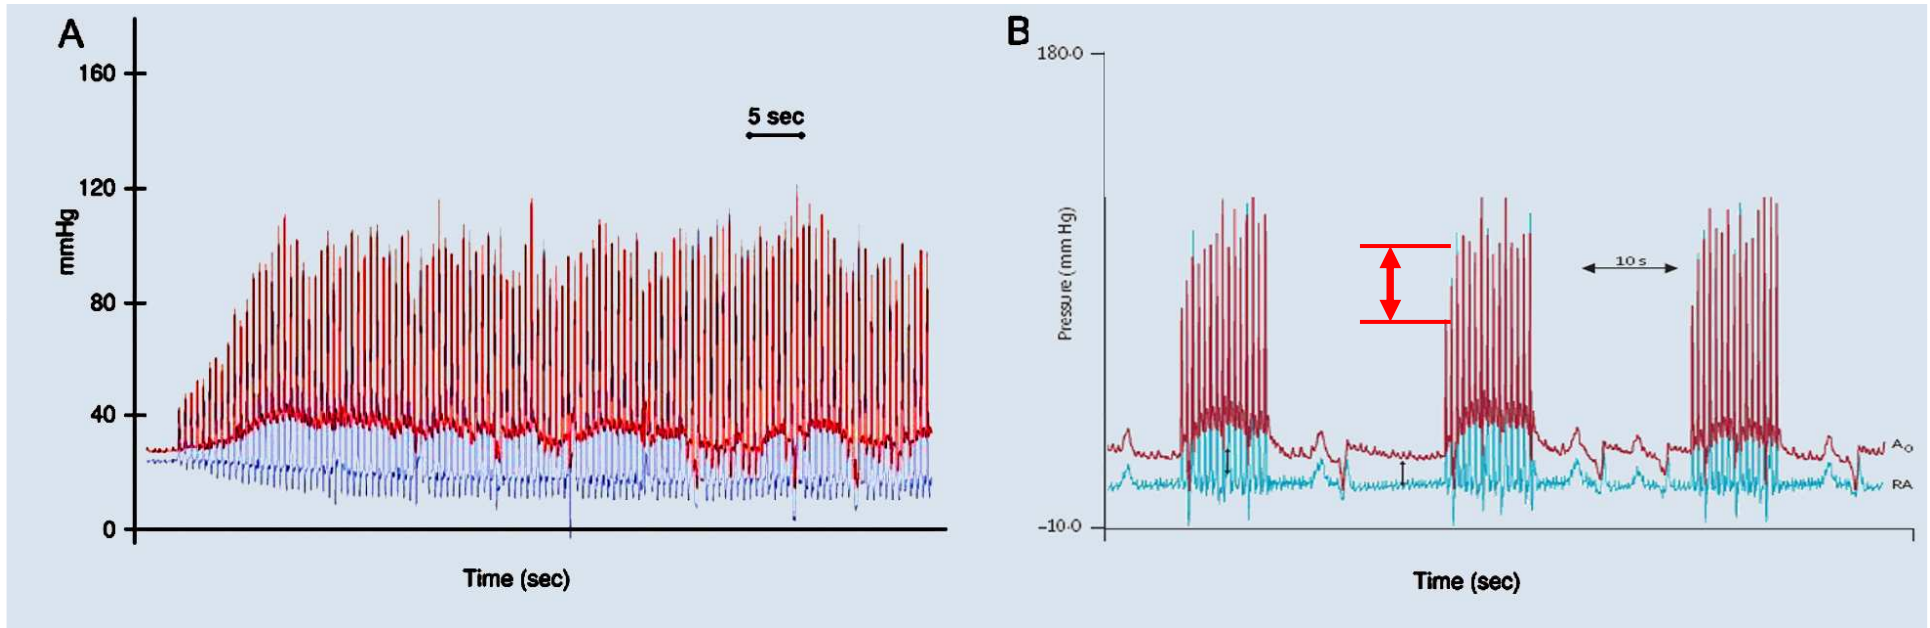 A
160
120
80
40
0
mmHg
5 sec
Time (sec)
B
180·0
Pressure (mm Hg)
10 s
Ao
RA
–10·0
Time (sec)